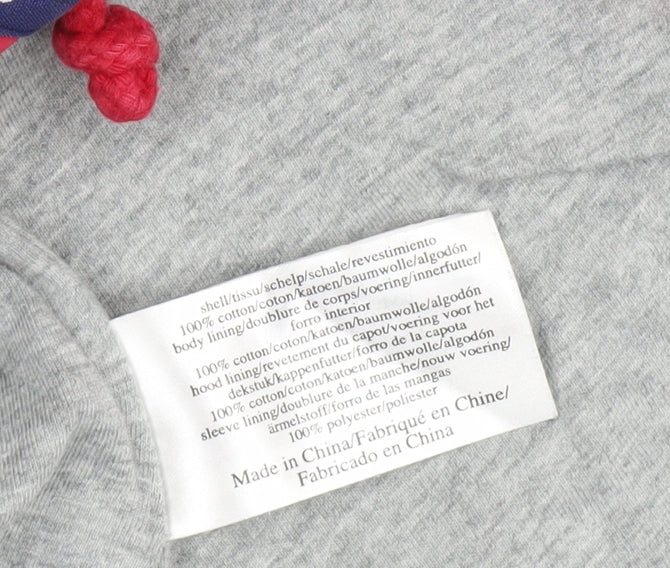 shell/tissu/schelp/schale/revestimiento
100% cotton/coton/katoen/baumwolle/algodón
body lining/doublure de corps/voering/innerfutter/
forro interior
100% cotton/coton/katoen/baumwolle/algodón
hood lining/revetement du capot/voering voor het
dekstuk/kappenfutter/forro de la capota
100% cotton/coton/katoen/baumwolle/algodón
sleeve lining/doublure de la manche/nouw voering/
ärmelstoff/forro de las mangas
100% polyester/poliester
Made in China/Fabriqué en Chine/
Fabricado en China